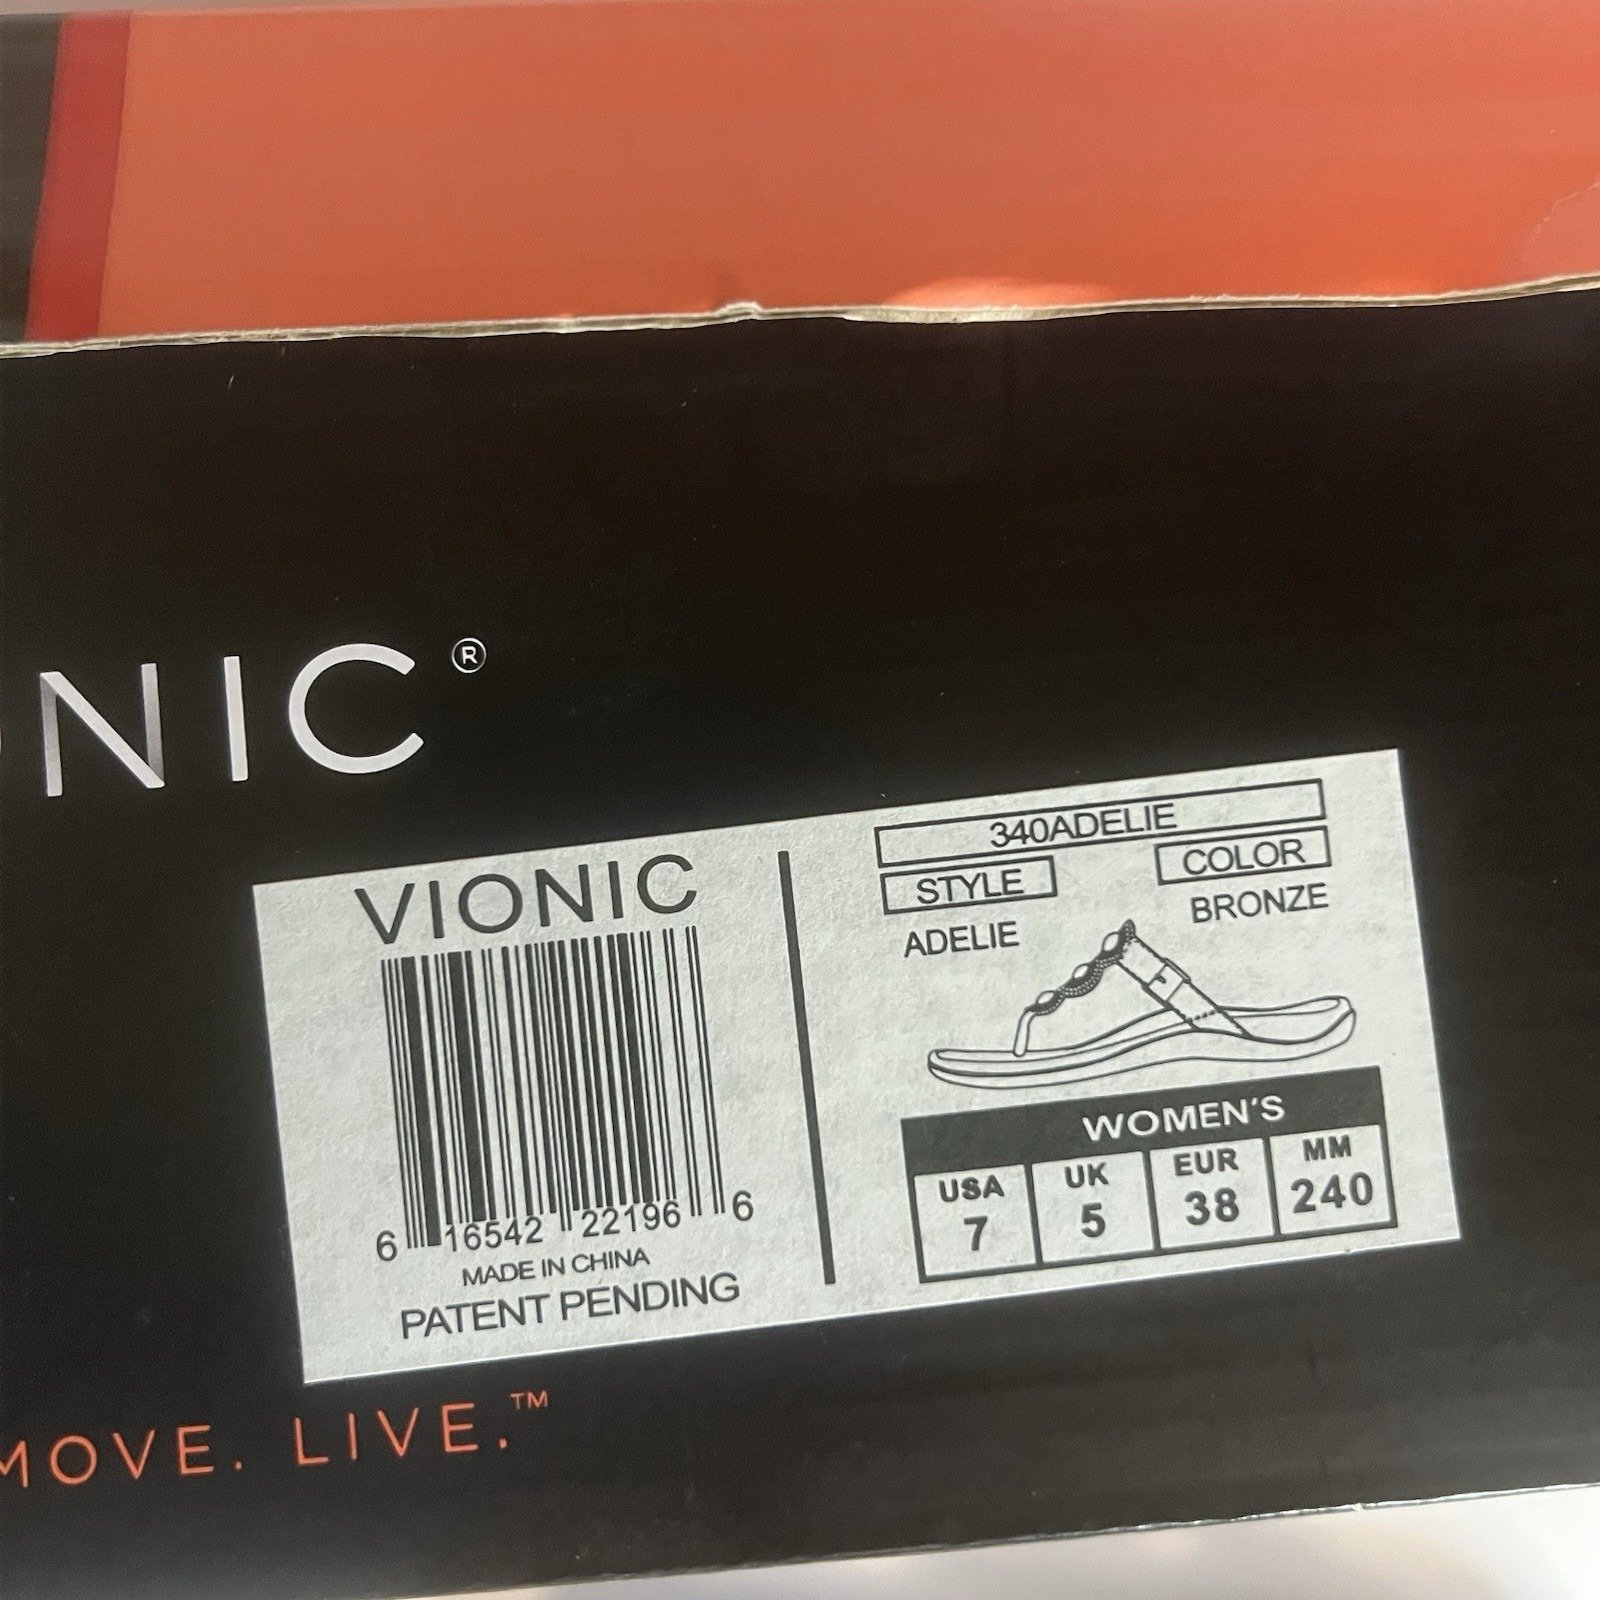 NIC®
VIONIC
6 16542 22196 6
MADE IN CHINA
PATENT PENDING
340ADELIE
STYLE COLOR
ADELIE BRONZE
WOMEN'S
USA UK EUR MM
7 5 38 240
MOVE. LIVE.™